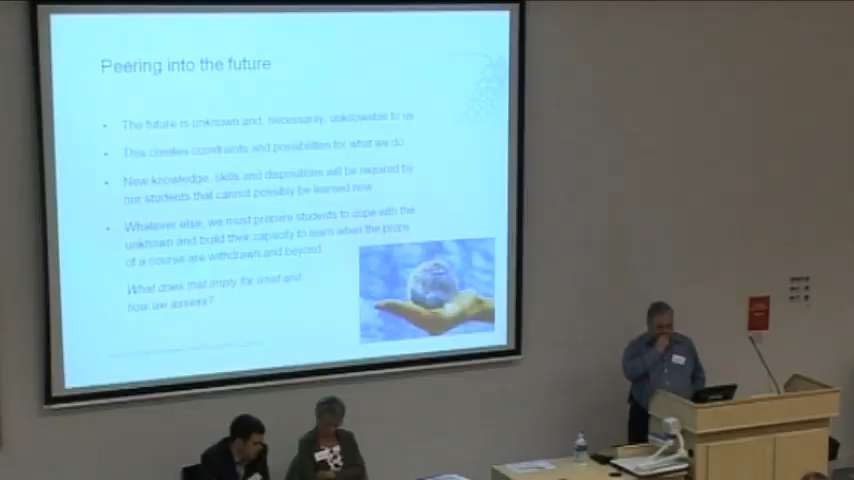 Peering into the future
• The future is unknown and, necessarily, unknowable to us
• This creates constraints and possibilities for what we do
• New knowledge, skills and dispositions will be required by
our students that cannot possibly be learned now
• Whatever else, we must prepare students to cope with the
unknown and build their capacity to learn when the props
of a course are withdrawn and beyond
What does that imply for what and
how we assess?